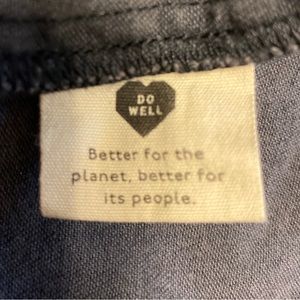 DO
WELL
Better for the
planet, better for
its people.